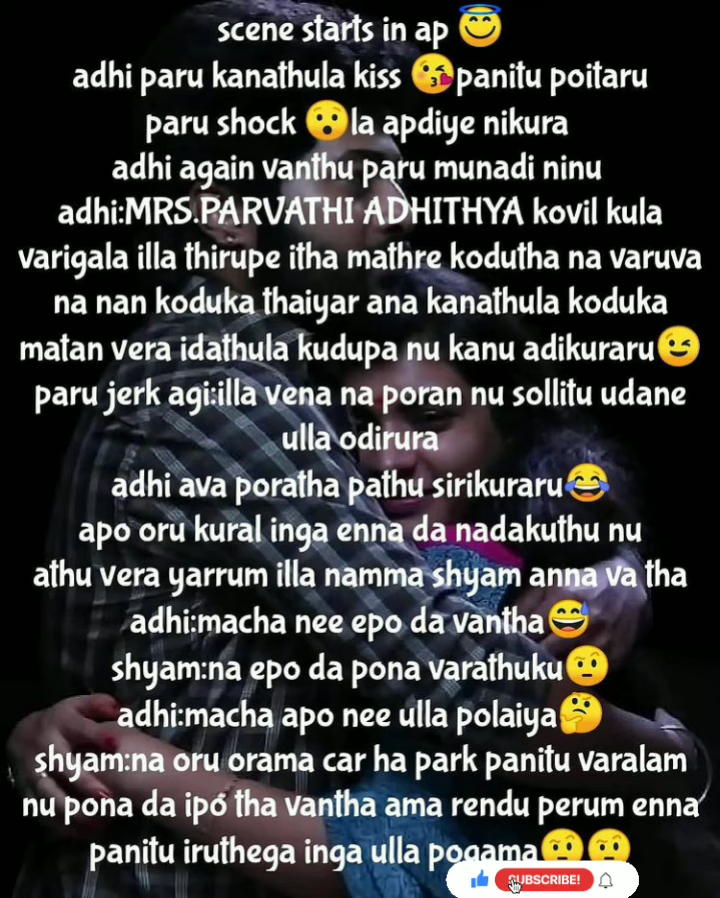 scene starts in ap 😇
adhi paru kanathula kiss 😘panitu poitaru
paru shock 😯la apdiye nikura
adhi again vanthu paru munadi ninu
adhi:MRS.PARVATHI ADHITHYA kovil kula
varigala illa thirupe itha mathre kodutha na varuva
na nan koduka thaiyar ana kanathula koduka
matan vera idathula kudupa nu kanu adikuraru😉
paru jerk agi:illa vena na poran nu sollitu udane
ulla odirura
adhi ava poratha pathu sirikuraru😂
apo oru kural inga enna da nadakuthu nu
athu vera yarrum illa namma shyam anna va tha
adhi:macha nee epo da vantha😅
shyam:na epo da pona varathuku🤨
adhi:macha apo nee ulla polaiya🤔
shyam:na oru orama car ha park panitu varalam
nu pona da ipo tha vantha ama rendu perum enna
panitu iruthega inga ulla pogama🤨🤨
SUBSCRIBE!